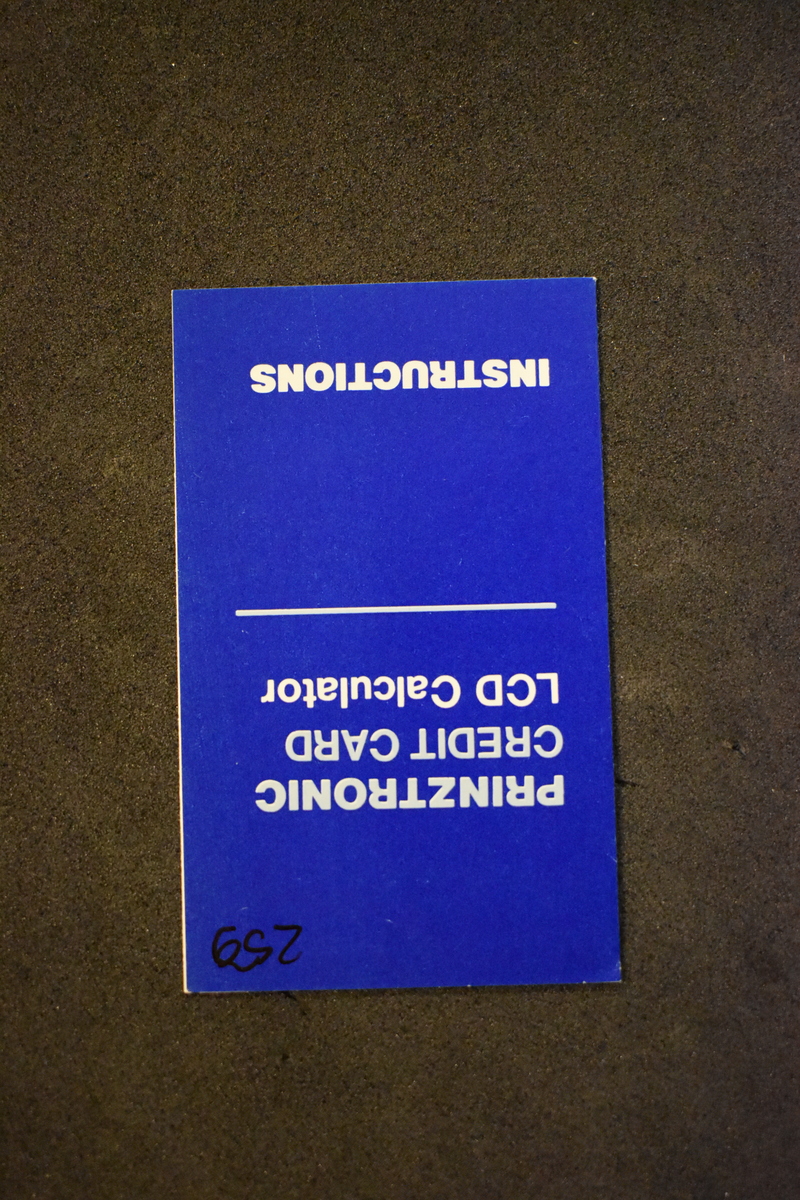 259
PRINZTRONIC
CREDIT CARD
LCD Calculator
INSTRUCTIONS